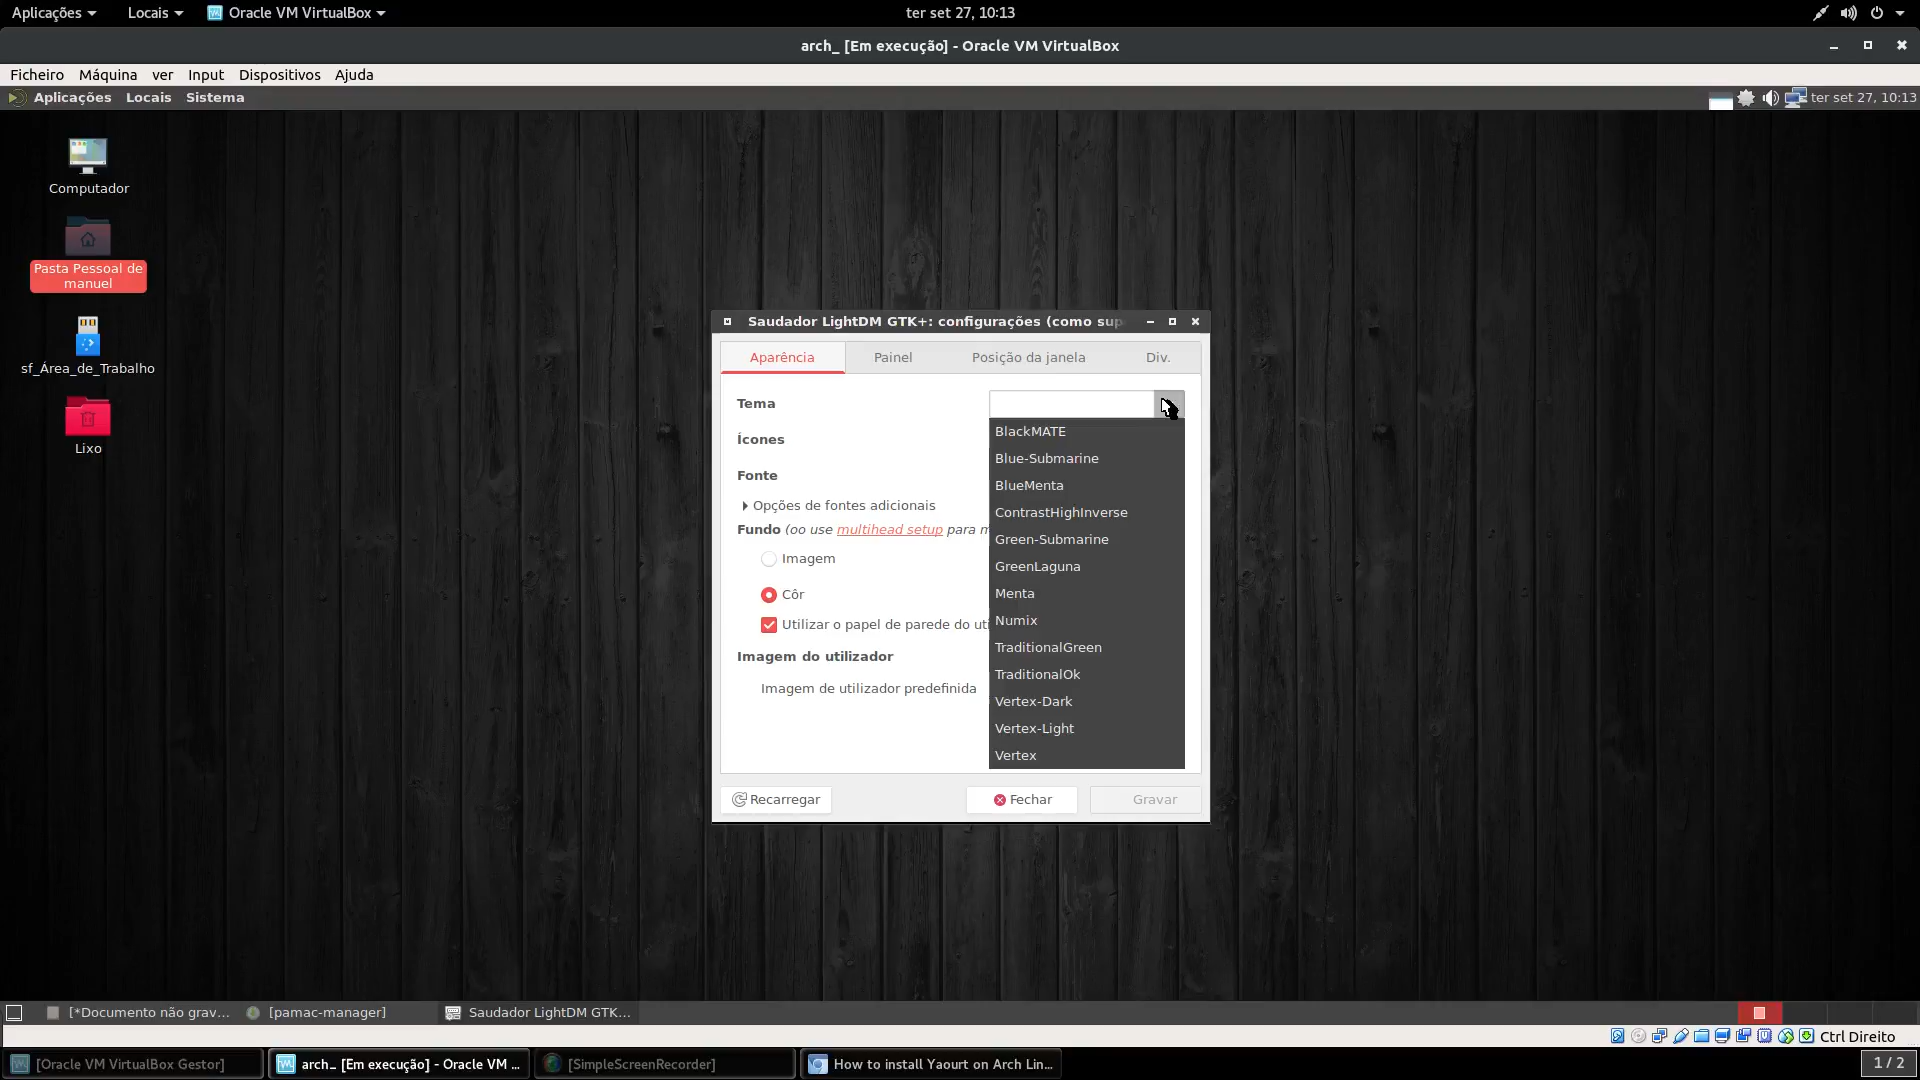 Aplicações Locais Oracle VM VirtualBox ter set 27, 10:13
arch_ [Em execução] - Oracle VM VirtualBox
Ficheiro Máquina ver Input Dispositivos Ajuda
Aplicações Locais Sistema ter set 27, 10:13
Computador
Pasta Pessoal de
manuel
sf_Área_de_Trabalho
Lixo
Saudador LightDM GTK+: configurações (como sup
Aparência Painel Posição da janela Div.
Tema
Ícones
Fonte
Opções de fontes adicionais
Fundo (oo use multihead setup para m
Imagem
Côr
Utilizar o papel de parede do uti
Imagem do utilizador
Imagem de utilizador predefinida
BlackMATE
Blue-Submarine
BlueMenta
ContrastHighInverse
Green-Submarine
GreenLaguna
Menta
Numix
TraditionalGreen
TraditionalOk
Vertex-Dark
Vertex-Light
Vertex
Recarregar Fechar Gravar
[*Documento não grav... [pamac-manager] Saudador LightDM GTK...
Ctrl Direito
[Oracle VM VirtualBox Gestor] arch_ [Em execução] - Oracle VM ... [SimpleScreenRecorder] How to install Yaourt on Arch Lin... 1 / 2